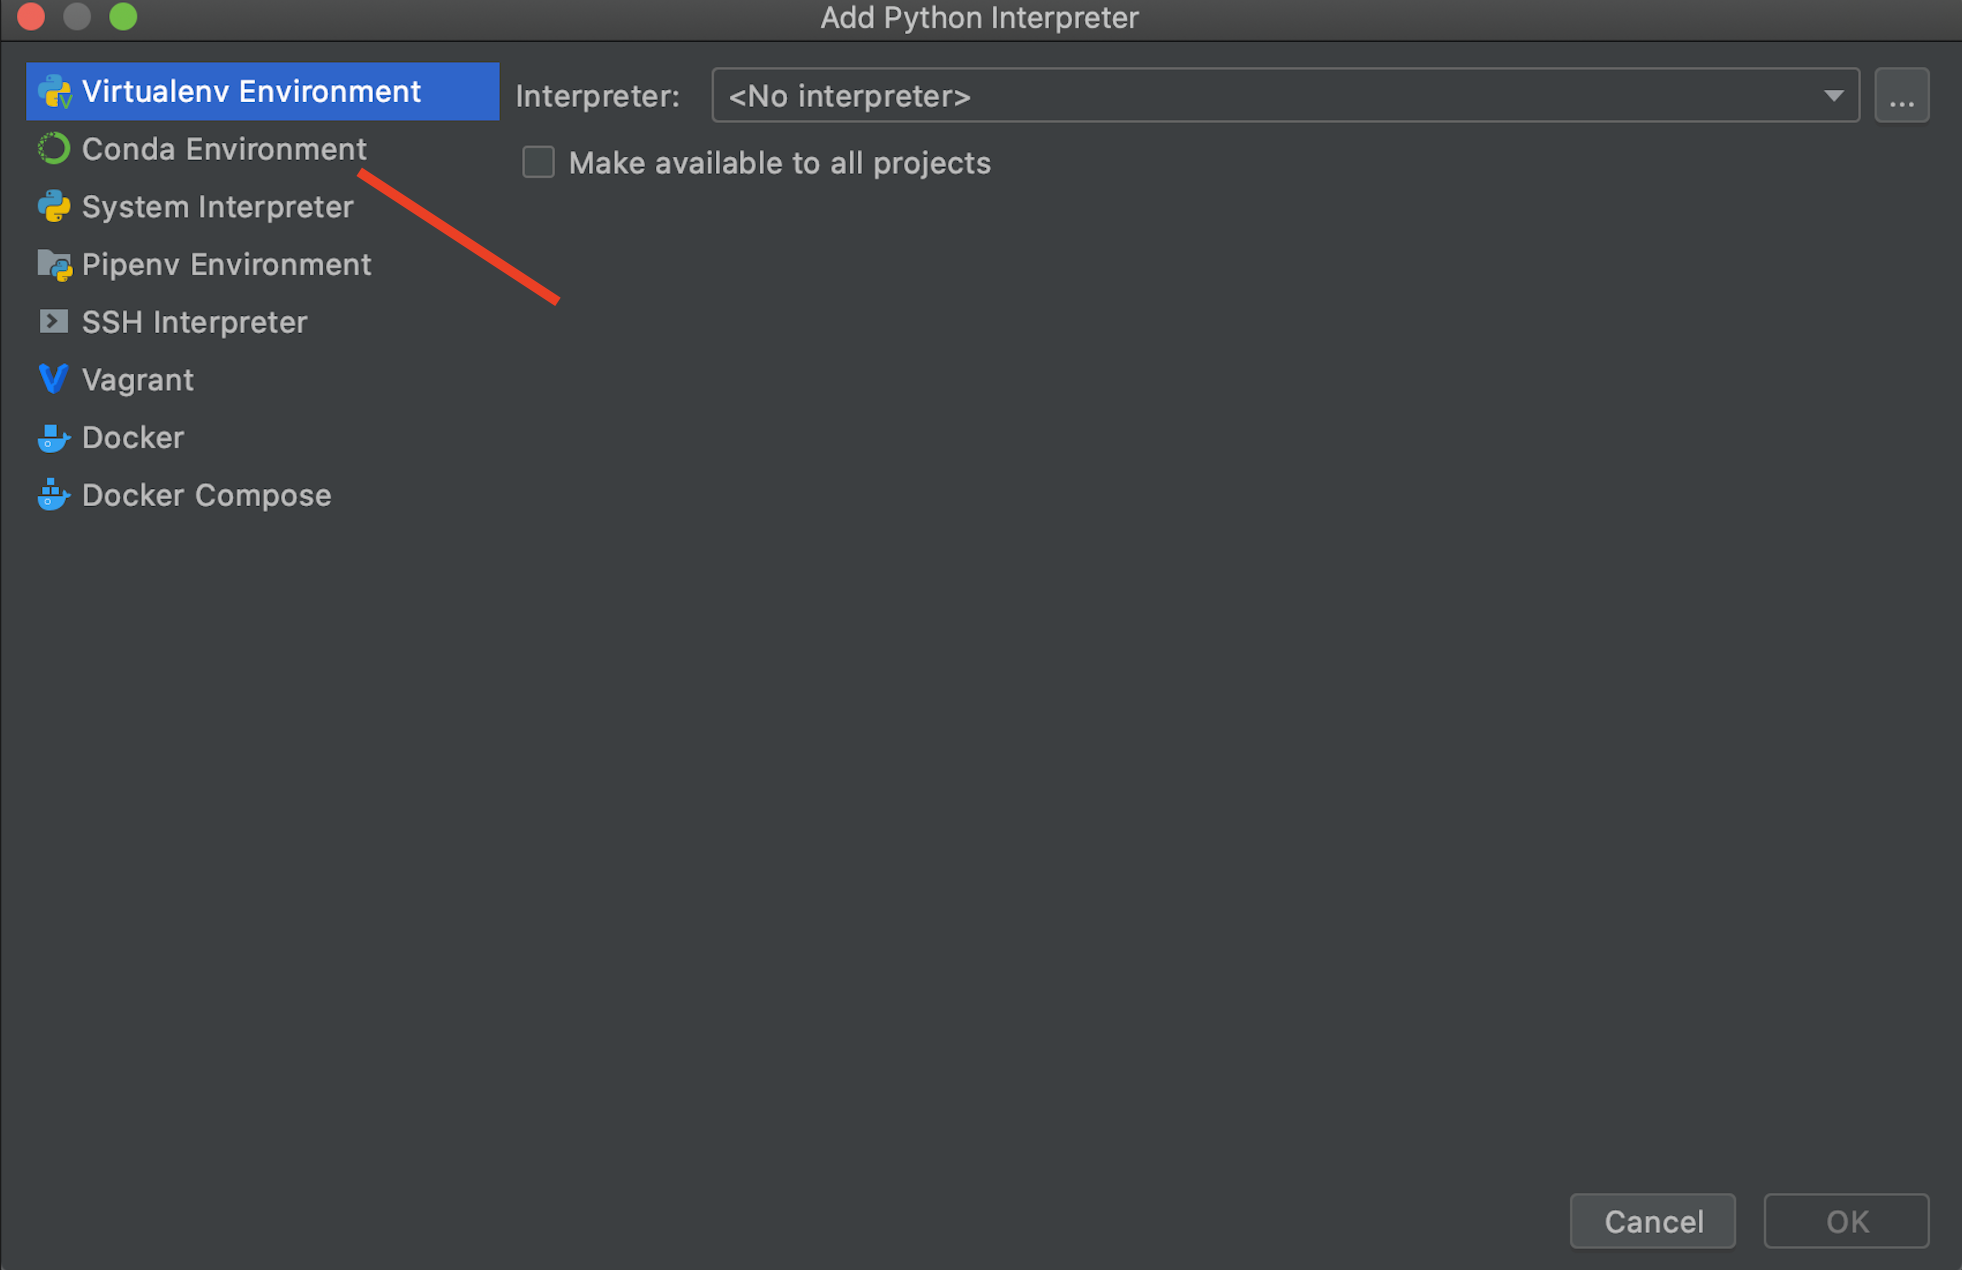 Add Python Interpreter
Virtualenv Environment
Conda Environment
System Interpreter
Pipenv Environment
SSH Interpreter
Vagrant
Docker
Docker Compose
Interpreter: <No interpreter> ...
Make available to all projects
Cancel OK